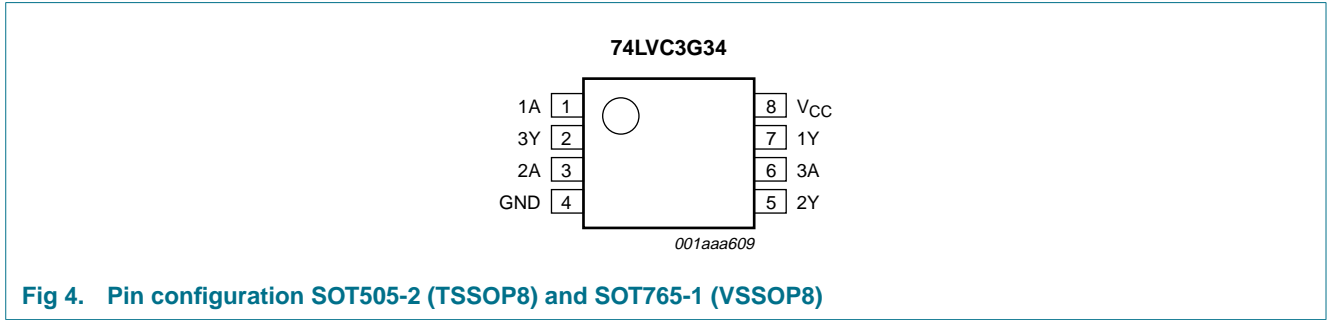 74LVC3G34
1A 1 8 VCC
3Y 2 7 1Y
2A 3 6 3A
GND 4 5 2Y
001aaa609
Fig 4. Pin configuration SOT505-2 (TSSOP8) and SOT765-1 (VSSOP8)